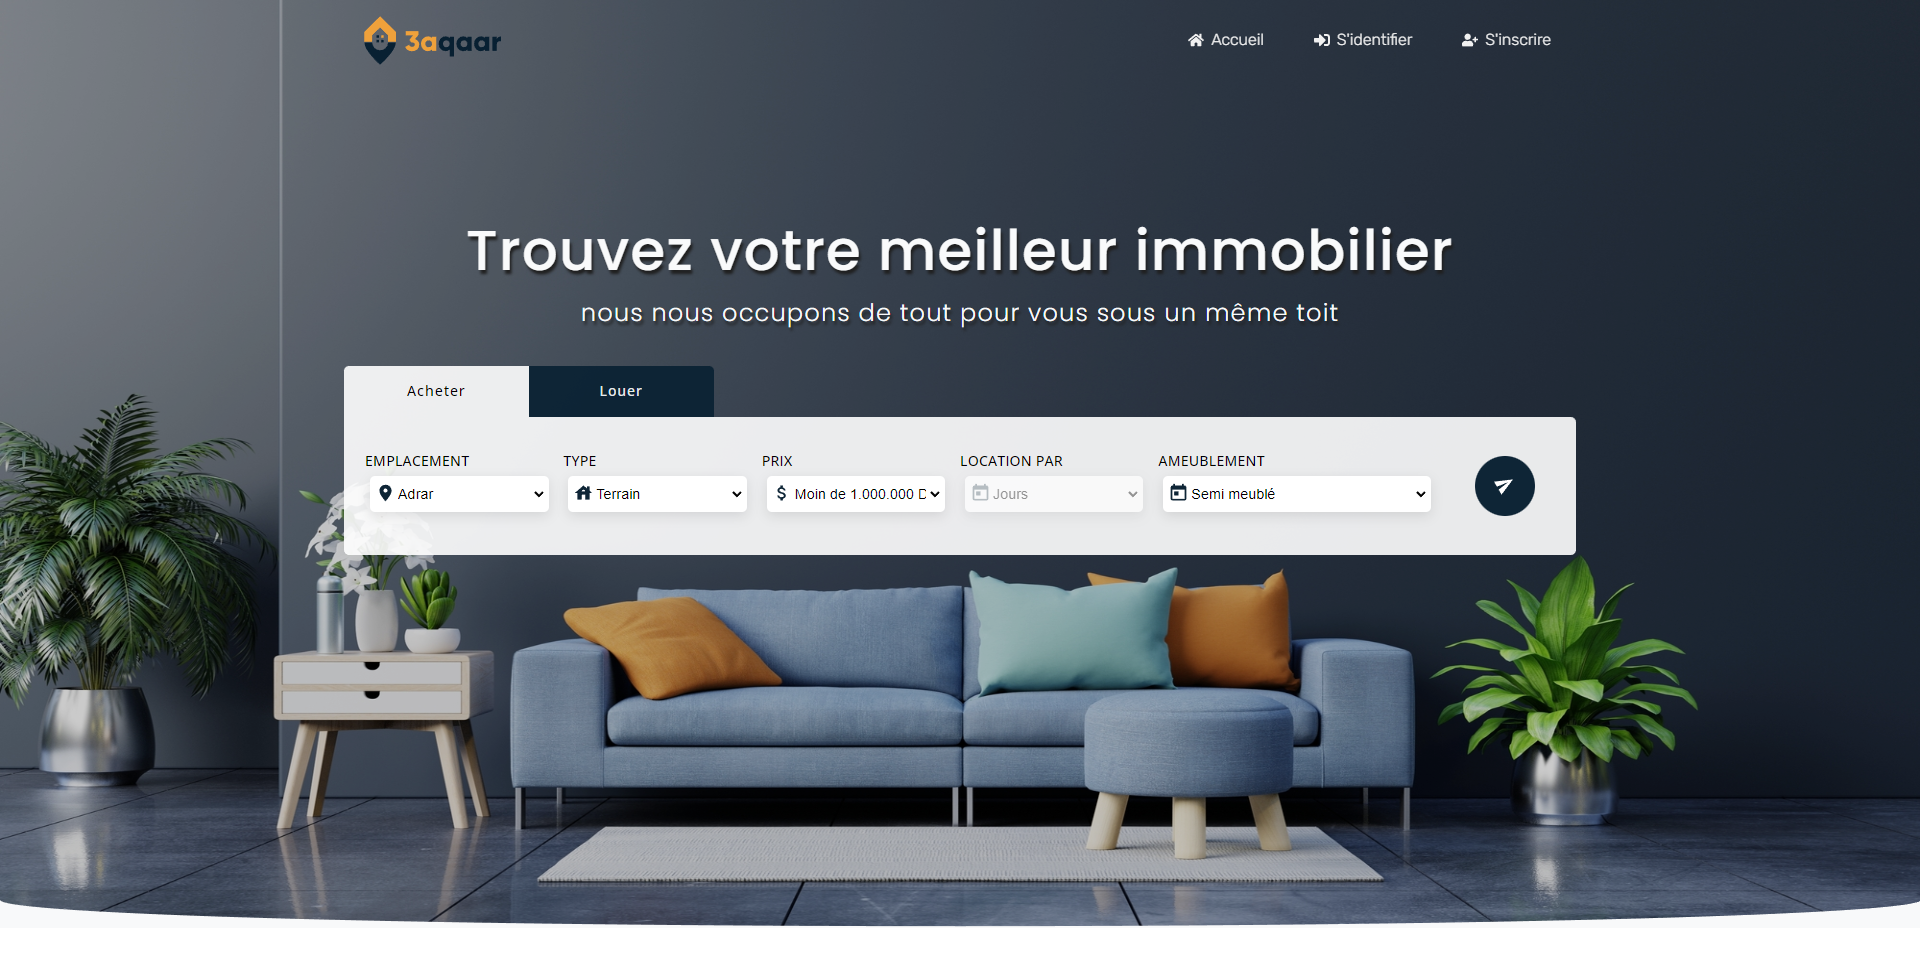 3aqaar
Accueil
S'identifier
S'inscrire
Trouvez votre meilleur immobilier
nous nous occupons de tout pour vous sous un même toit
Acheter
Louer
EMPLACEMENT
TYPE
PRIX
LOCATION PAR
AMEUBLEMENT
Adrar
Terrain
$ Moin de 1.000.000 D
Jours
Semi meublé